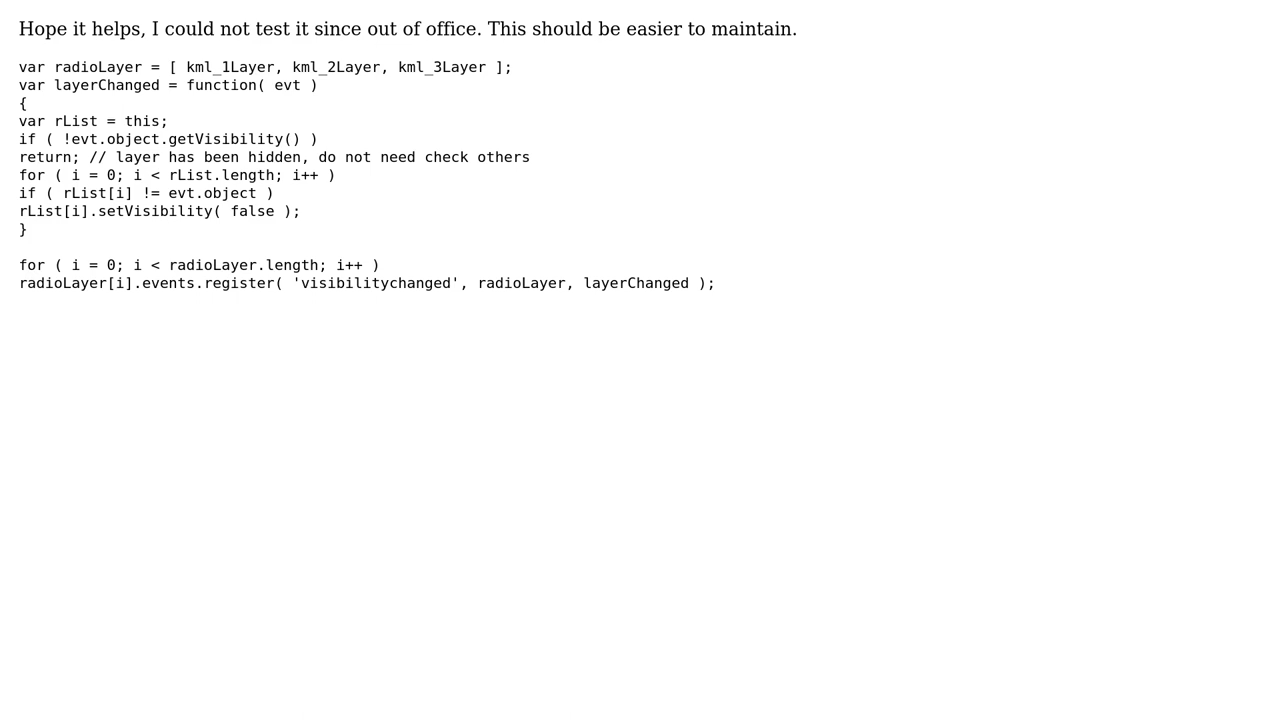 Hope it helps, I could not test it since out of office. This should be easier to maintain.
var radioLayer = [ kml_1Layer, kml_2Layer, kml_3Layer ];
var layerChanged = function( evt )
{
var rList = this;
if ( !evt.object.getVisibility() )
return; // layer has been hidden, do not need check others
for ( i = 0; i < rList.length; i++ )
if ( rList[i] != evt.object )
rList[i].setVisibility( false );
}
for ( i = 0; i < radioLayer.length; i++ )
radioLayer[i].events.register( 'visibilitychanged', radioLayer, layerChanged );